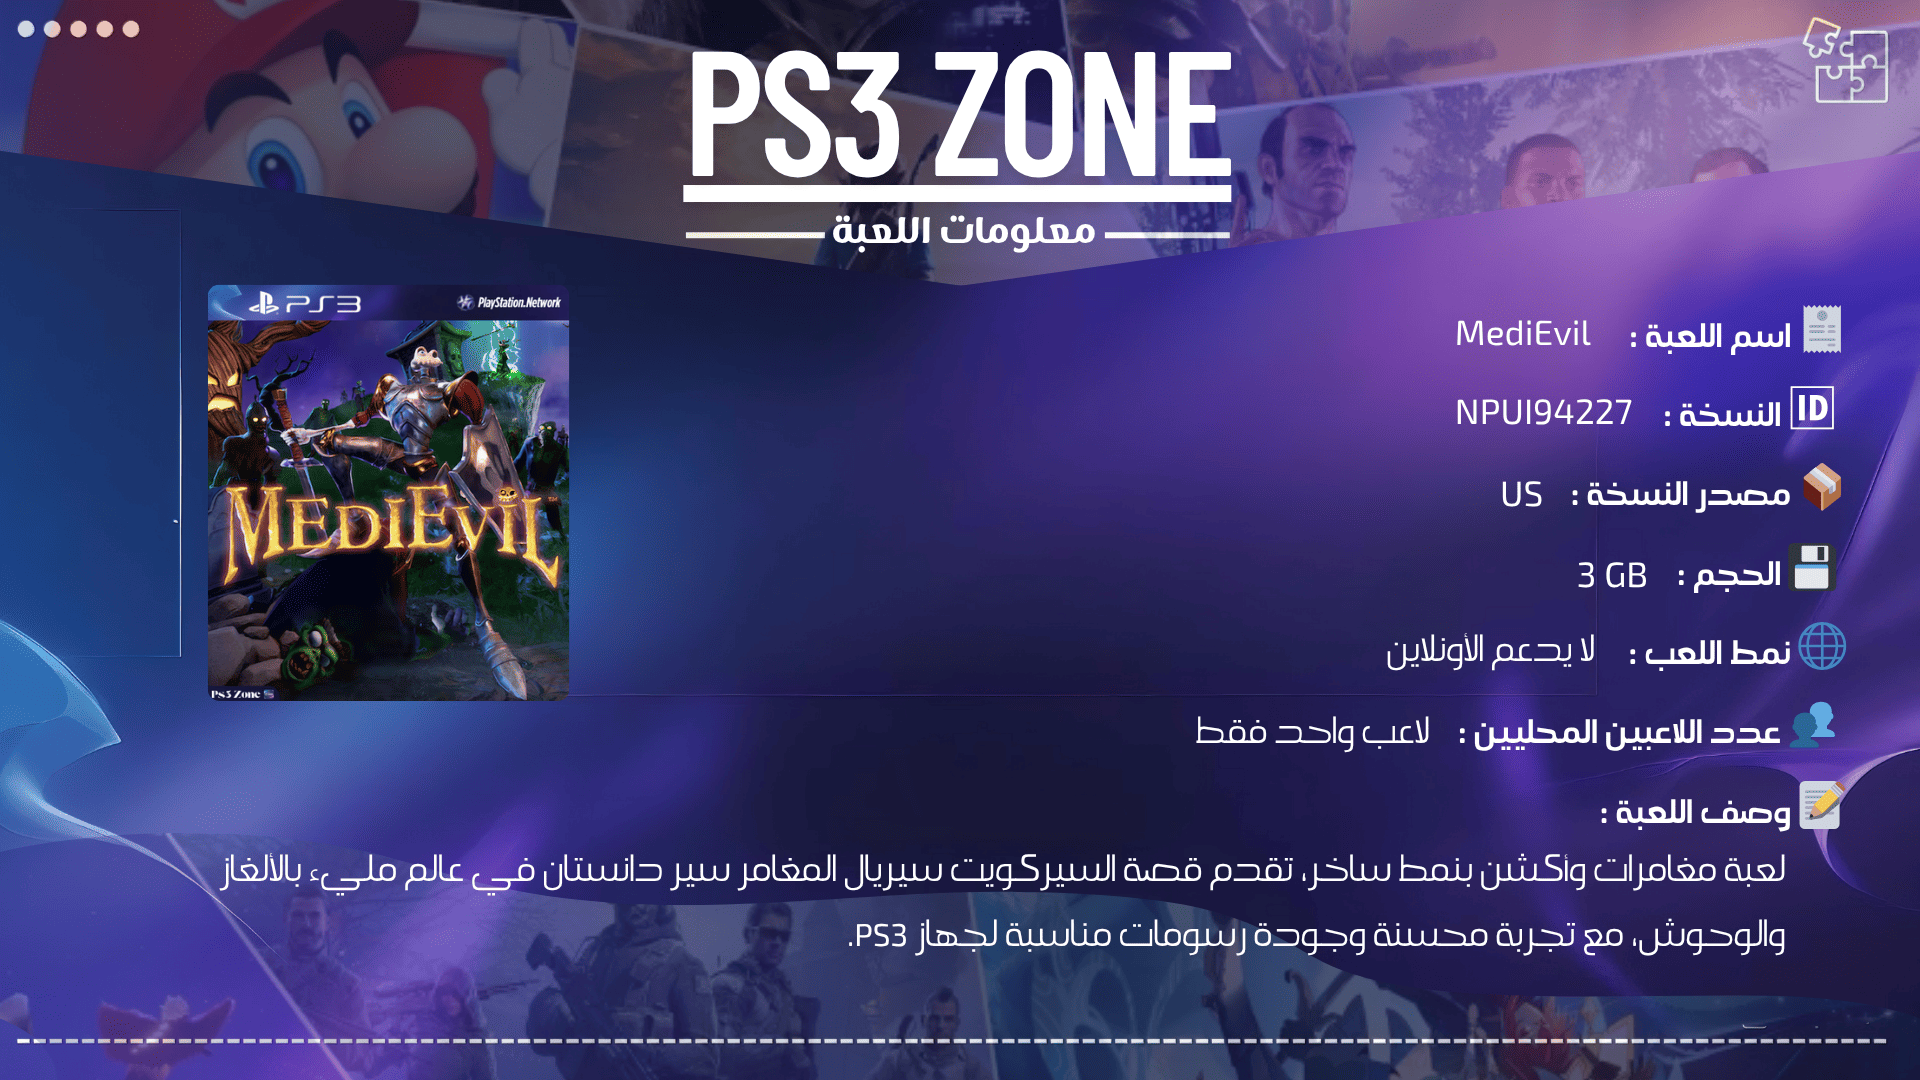 PS3 ZONE
معلومات اللعبة
PS3 PlayStation.Network
MEDIEVIL™
Ps3 Zone
اسم اللعبة : MediEvil
ID النسخة : NPUI94227
مصدر النسخة : US
الحجم : 3 GB
نمط اللعب : لا يدعم الأونلاين
عدد اللاعبين المحليين : لاعب واحد فقط
وصف اللعبة :
لعبة مغامرات وأكشن بنمط ساخر، تقدم قصة السيركويت سيريال المغامر سير دانستان في عالم مليء بالألغاز
والوحوش، مع تجربة محسنة وجودة رسومات مناسبة لجهاز PS3.